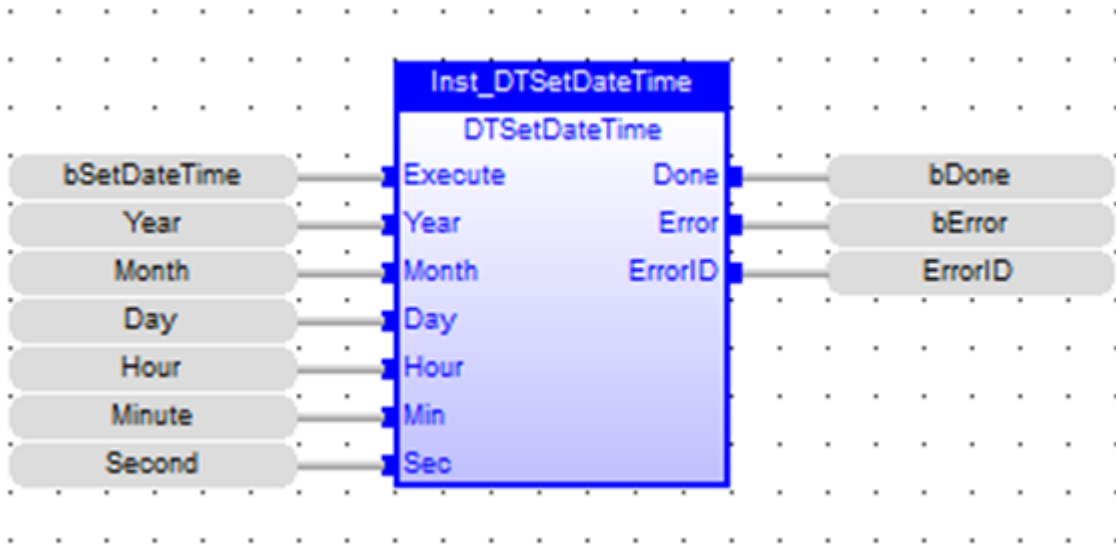 Inst_DTSetDateTime
DTSetDateTime
bSetDateTime Execute Done bDone
Year Year Error bError
Month Month ErrorID ErrorID
Day Day
Hour Hour
Minute Min
Second Sec